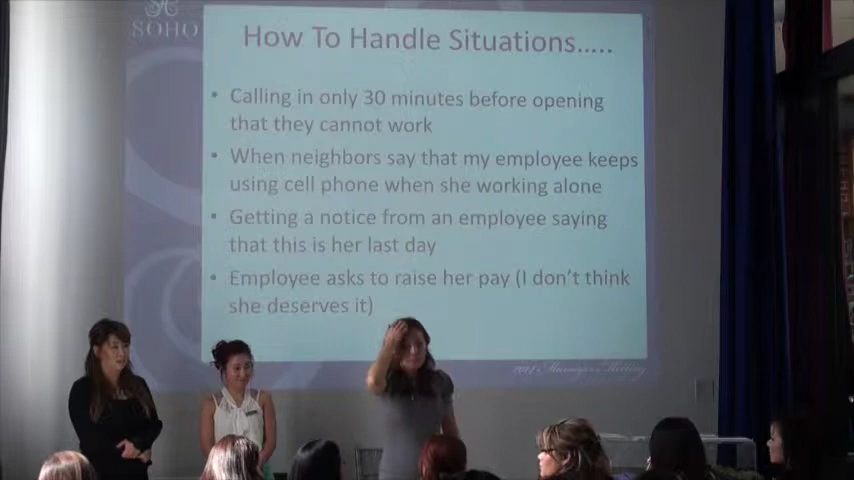 SOHO
How To Handle Situations.....
• Calling in only 30 minutes before opening
that they cannot work
• When neighbors say that my employee keeps
using cell phone when she working alone
• Getting a notice from an employee saying
that this is her last day
• Employee asks to raise her pay (I don't think
she deserves it)